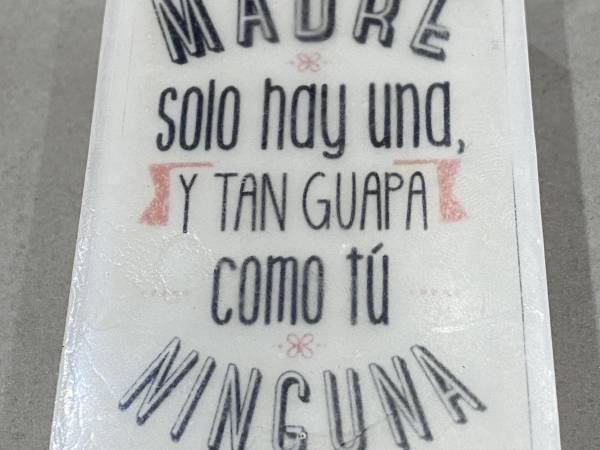 MADRE
solo hay una,
Y TAN GUAPA
como tú
NINGUNA